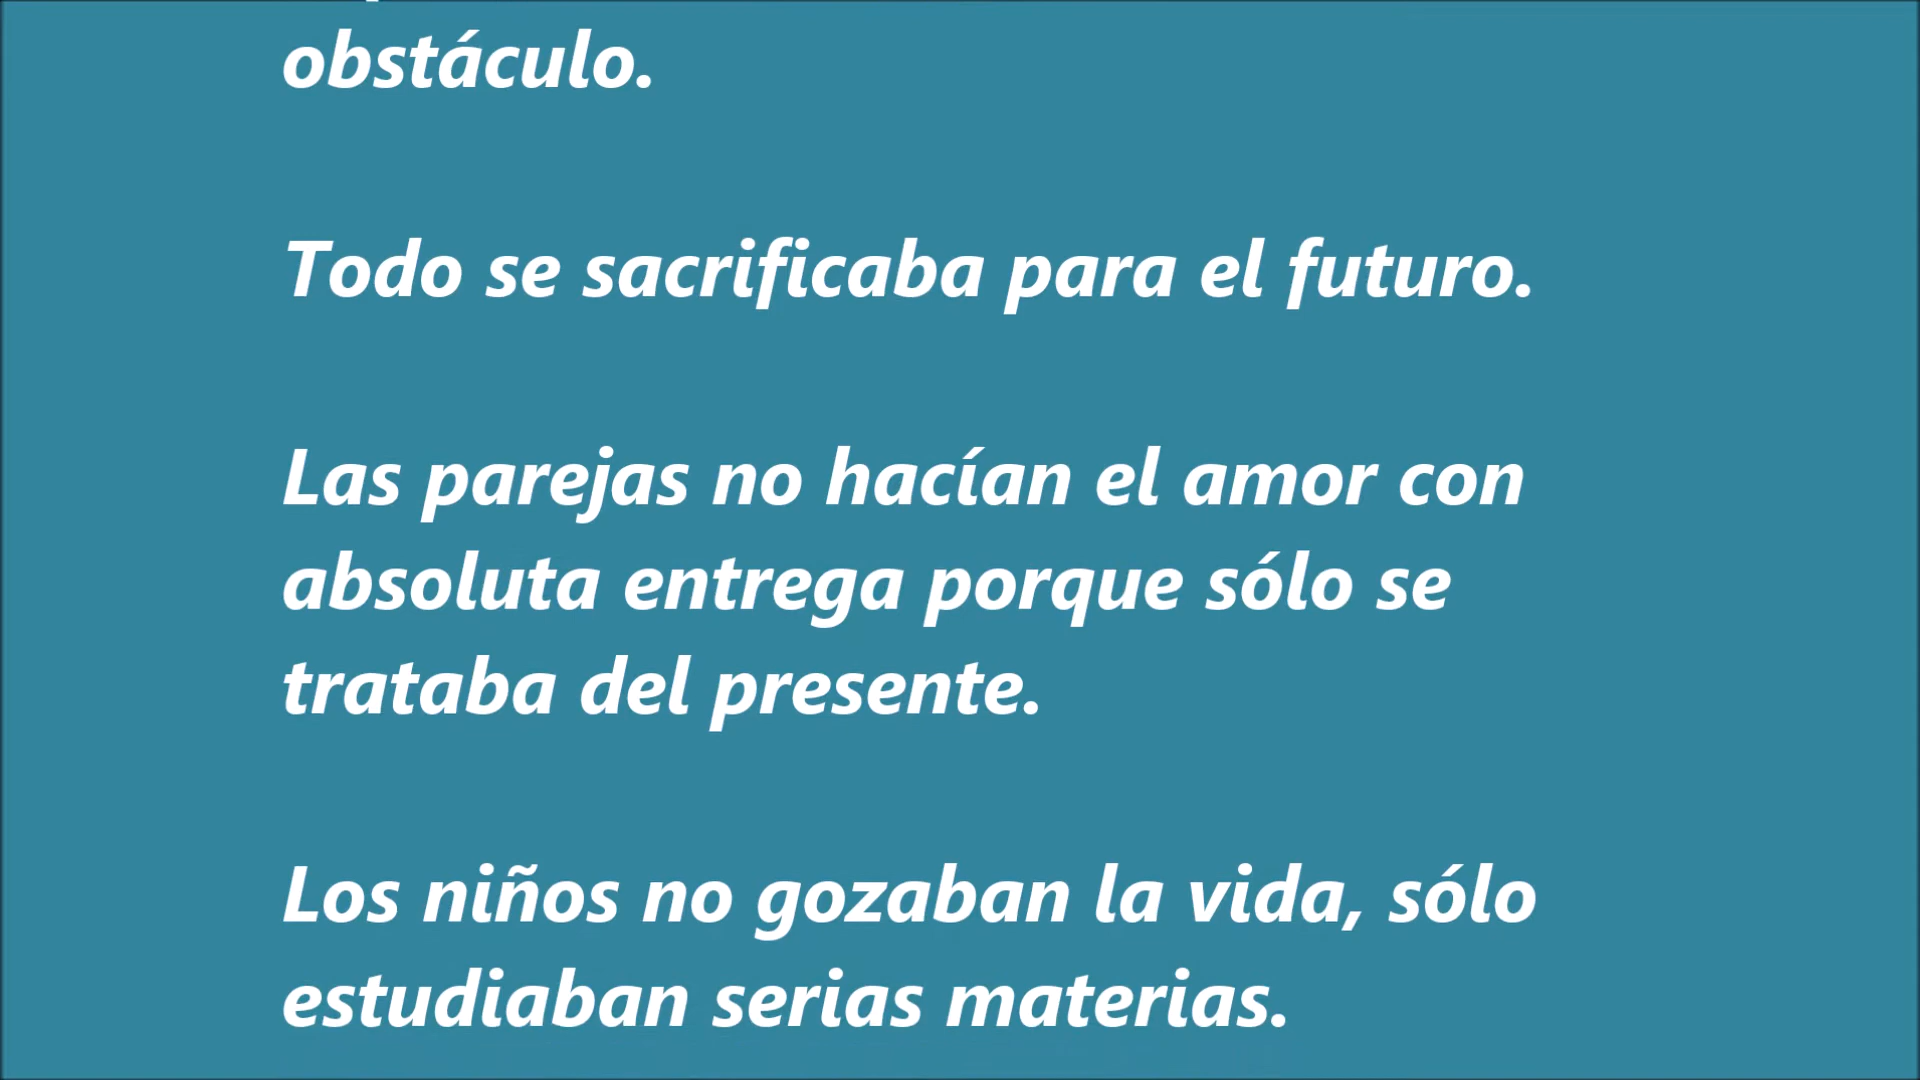 obstáculo.
Todo se sacrificaba para el futuro.
Las parejas no hacían el amor con
absoluta entrega porque sólo se
trataba del presente.
Los niños no gozaban la vida, sólo
estudiaban serias materias.